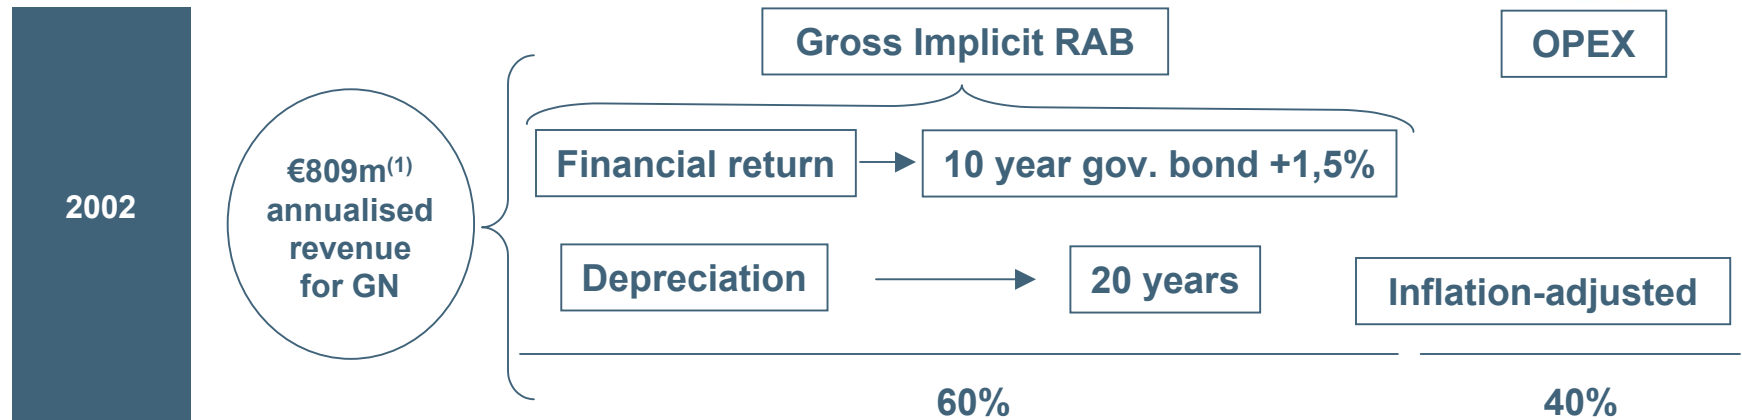 2002
€809m(1)
annualised
revenue
for GN
Gross Implicit RAB
OPEX
Financial return
10 year gov. bond +1,5%
Depreciation
20 years
Inflation-adjusted
60%
40%